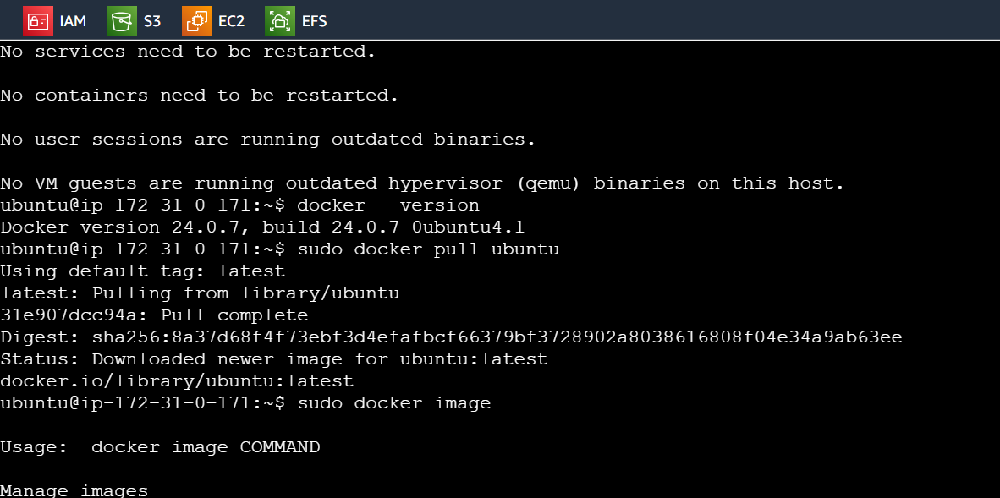 IAM S3 EC2 EFS
No services need to be restarted.
No containers need to be restarted.
No user sessions are running outdated binaries.
No VM guests are running outdated hypervisor (qemu) binaries on this host.
ubuntu@ip-172-31-0-171:~$ docker --version
Docker version 24.0.7, build 24.0.7-0ubuntu4.1
ubuntu@ip-172-31-0-171:~$ sudo docker pull ubuntu
Using default tag: latest
latest: Pulling from library/ubuntu
31e907dcc94a: Pull complete
Digest: sha256:8a37d68f4f73ebf3d4efafbcf66379bf3728902a8038616808f04e34a9ab63ee
Status: Downloaded newer image for ubuntu:latest
docker.io/library/ubuntu:latest
ubuntu@ip-172-31-0-171:~$ sudo docker image
Usage:  docker image COMMAND
Manage images